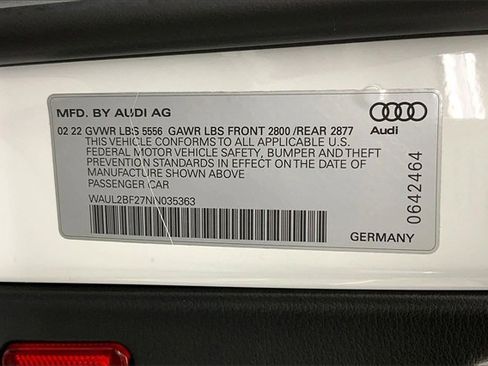 MFD. BY AUDI AG
02 22 GVWR LBS 5556 GAWR LBS FRONT 2800 /REAR 2877
THIS VEHICLE CONFORMS TO ALL APPLICABLE U.S.
FEDERAL MOTOR VEHICLE SAFETY, BUMPER AND THEFT
PREVENTION STANDARDS IN EFFECT ON THE DATE OF
MANUFACTURE SHOWN ABOVE
PASSENGER CAR
WAUL2BF27NN035363
Audi
0642464
GERMANY